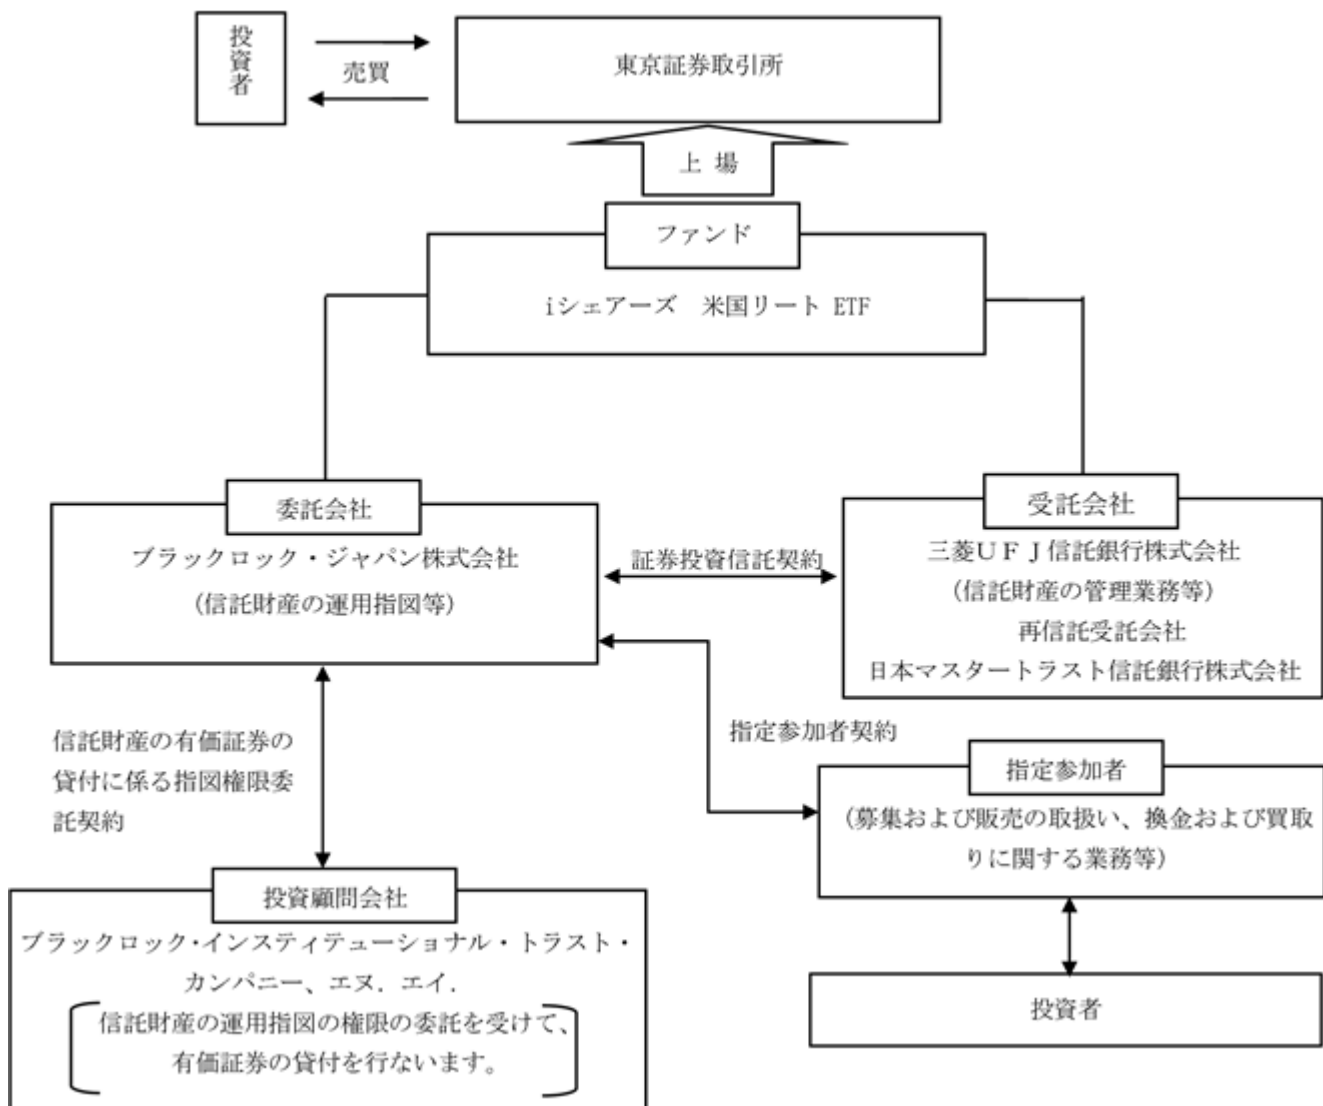 投資者
売買
東京証券取引所
上 場
ファンド
iシェアーズ　米国リート ETF
委託会社
ブラックロック・ジャパン株式会社
(信託財産の運用指図等)
証券投資信託契約
受託会社
三菱ＵＦＪ信託銀行株式会社
(信託財産の管理業務等)
再信託受託会社
日本マスタートラスト信託銀行株式会社
信託財産の有価証券の
貸付に係る指図権限委
託契約
指定参加者契約
指定参加者
(募集および販売の取扱い、換金および買取
りに関する業務等)
投資顧問会社
ブラックロック・インスティテューショナル・トラスト・
カンパニー、エヌ．エイ．
信託財産の運用指図の権限の委託を受けて、
有価証券の貸付を行ないます。
投資者